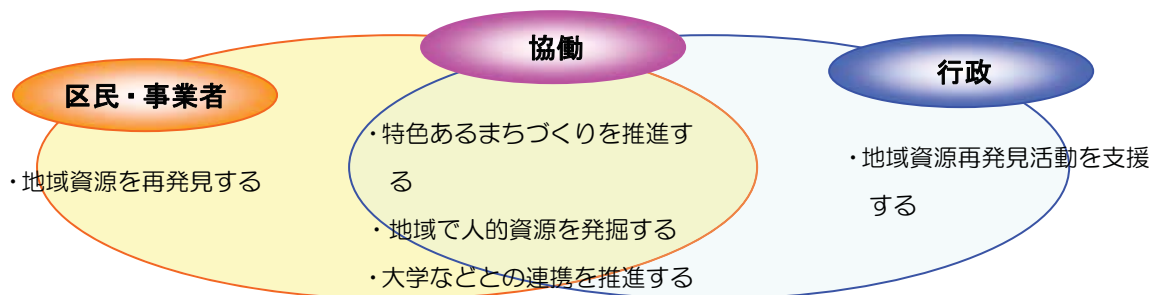 協働
区民・事業者
行政
・地域資源を再発見する
・特色あるまちづくりを推進す
る
・地域で人的資源を発掘する
・大学などとの連携を推進する
・地域資源再発見活動を支援
する